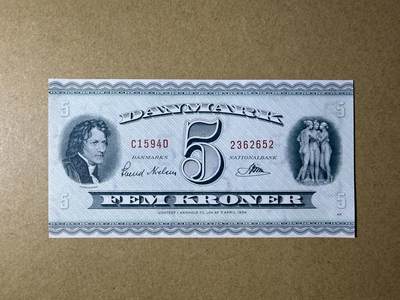 DANMARK
5 5
C1594D 5 2362652
DANMARKS NATIONALBANK
5 5
FEM KRONER